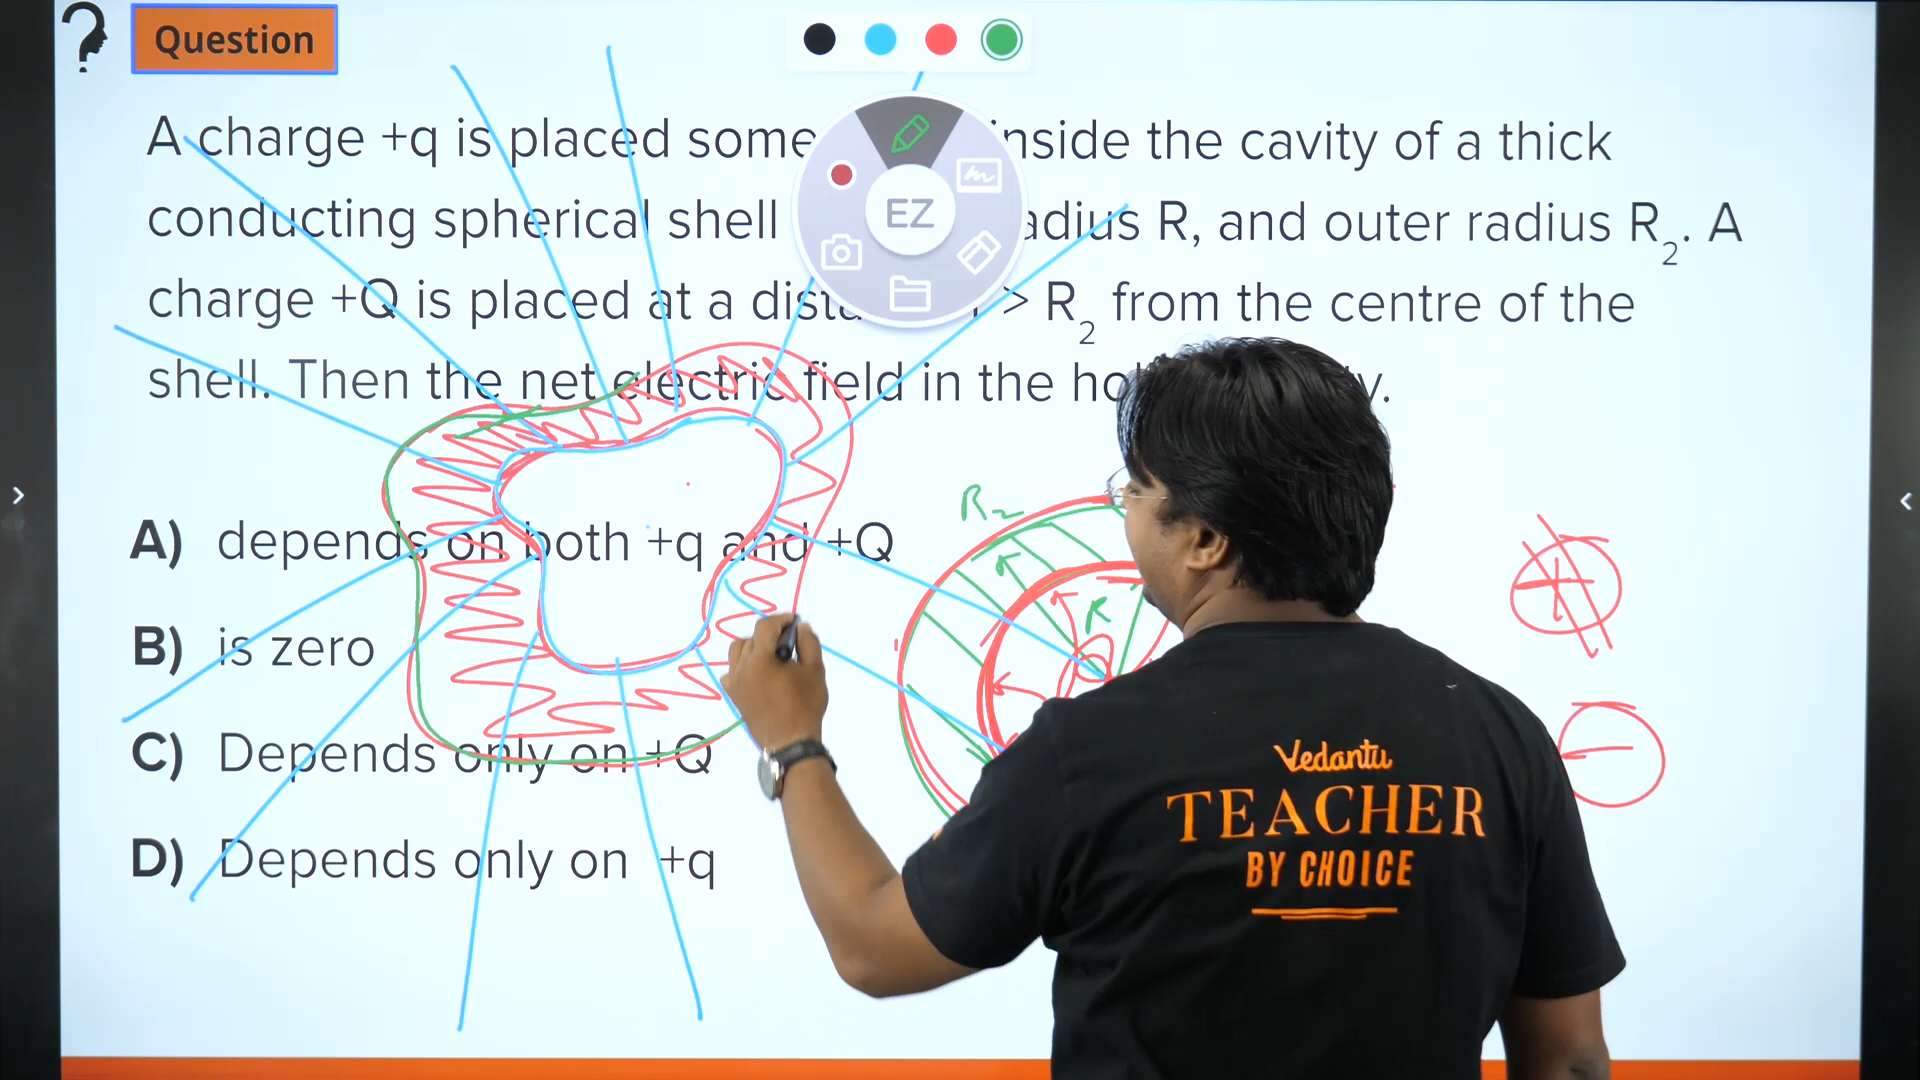 ?
Question
A charge +q is placed some inside the cavity of a thick
EZ
conducting spherical shell adius R, and outer radius R2. A
charge +Q is placed at a dist > R2 from the centre of the
shell. Then the net electric field in the ho y.
R2
A) depends on both +q and +Q
R
B) is zero
C) Depends only on +Q
D) Depends only on +q
Vedantu
TEACHER
BY CHOICE